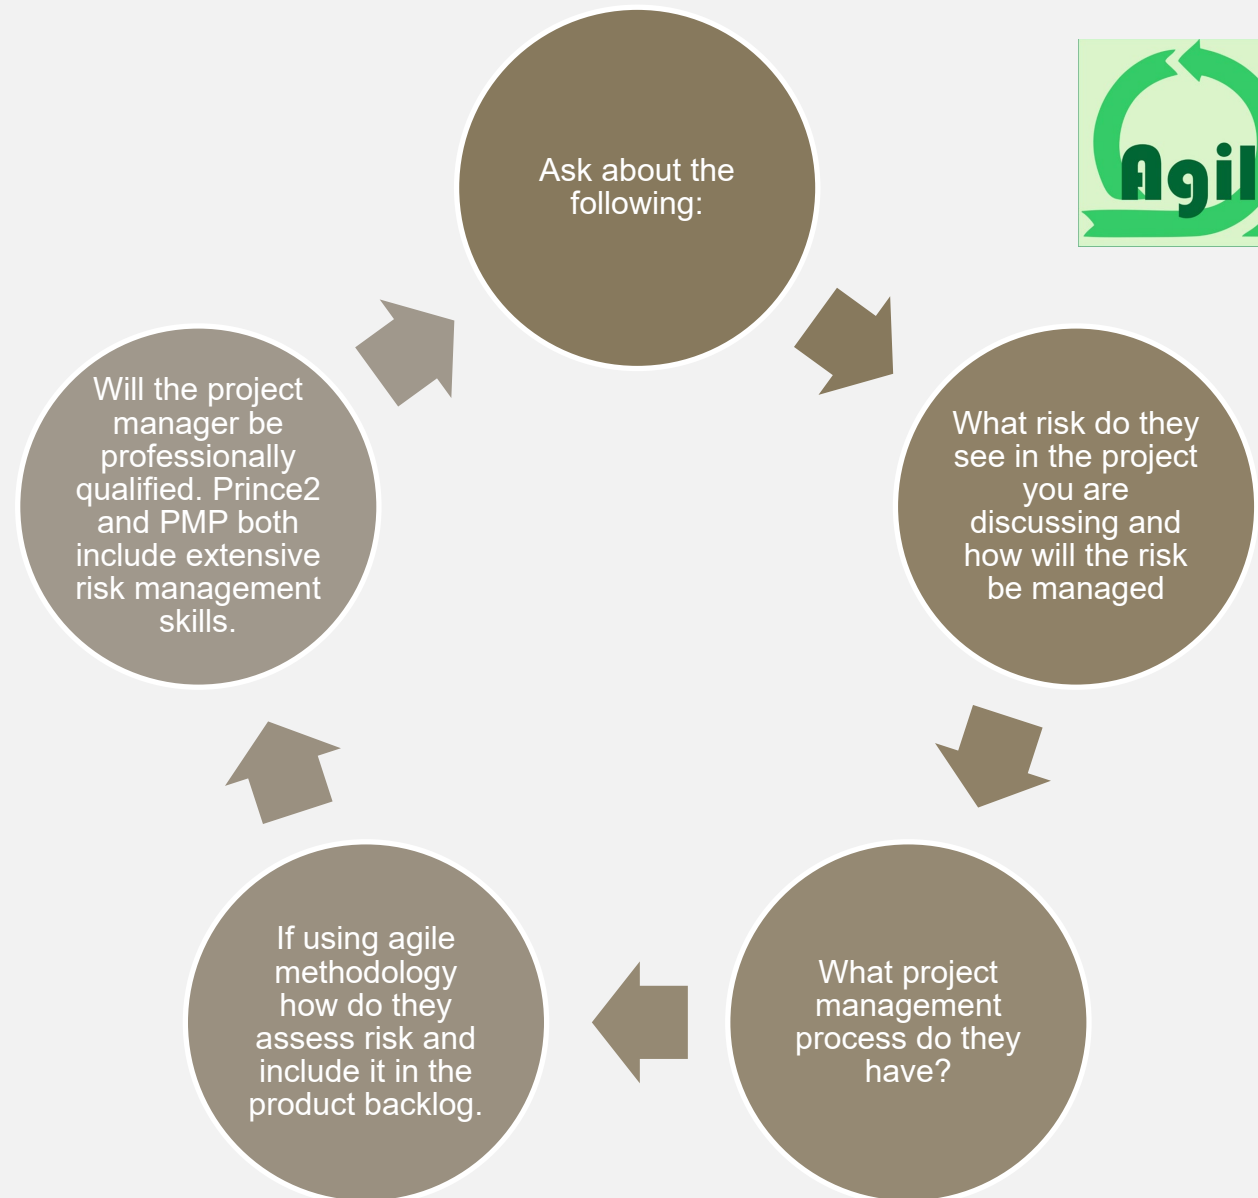 Ask about the
following:
Agil
What risk do they
see in the project
you are
discussing and
how will the risk
be managed
What project
management
process do they
have?
If using agile
methodology
how do they
assess risk and
include it in the
product backlog.
Will the project
manager be
professionally
qualified. Prince2
and PMP both
include extensive
risk management
skills.